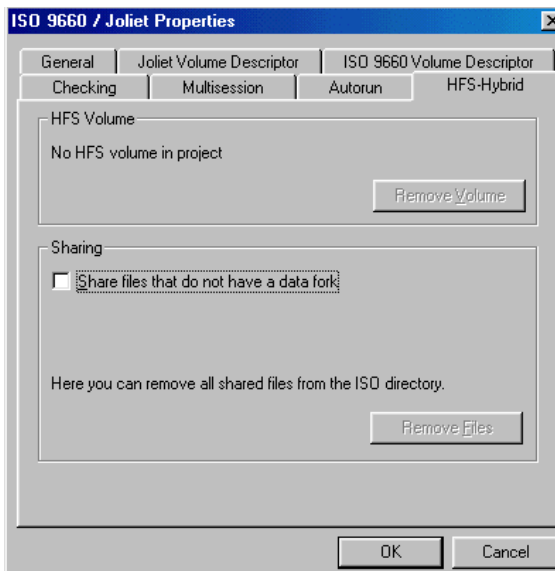 ISO 9660 / Joliet Properties
General Joliet Volume Descriptor ISO 9660 Volume Descriptor
Checking Multisession Autorun HFS-Hybrid
HFS Volume
No HFS volume in project
Remove Volume
Sharing
Share files that do not have a data fork
Here you can remove all shared files from the ISO directory.
Remove Files
OK Cancel